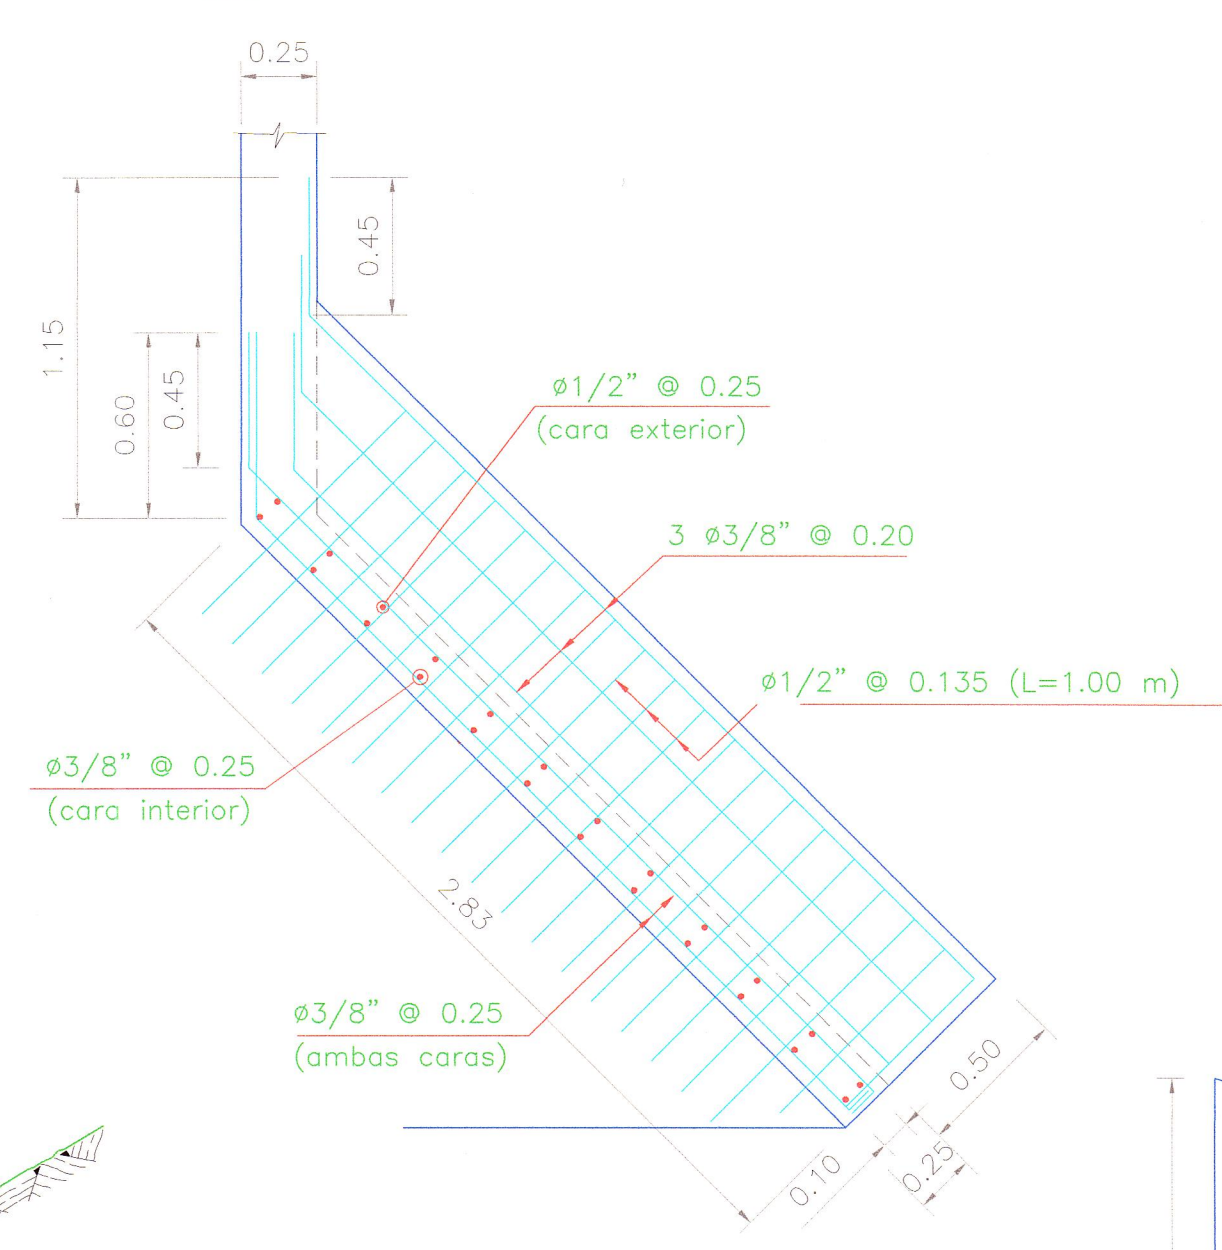 0.25
0.45
1.15
0.60
0.45
ø1/2” @ 0.25
(cara exterior)
3 ø3/8” @ 0.20
ø1/2” @ 0.135 (L=1.00 m)
ø3/8” @ 0.25
(cara interior)
2.83
ø3/8” @ 0.25
(ambas caras)
0.50
0.25
0.10